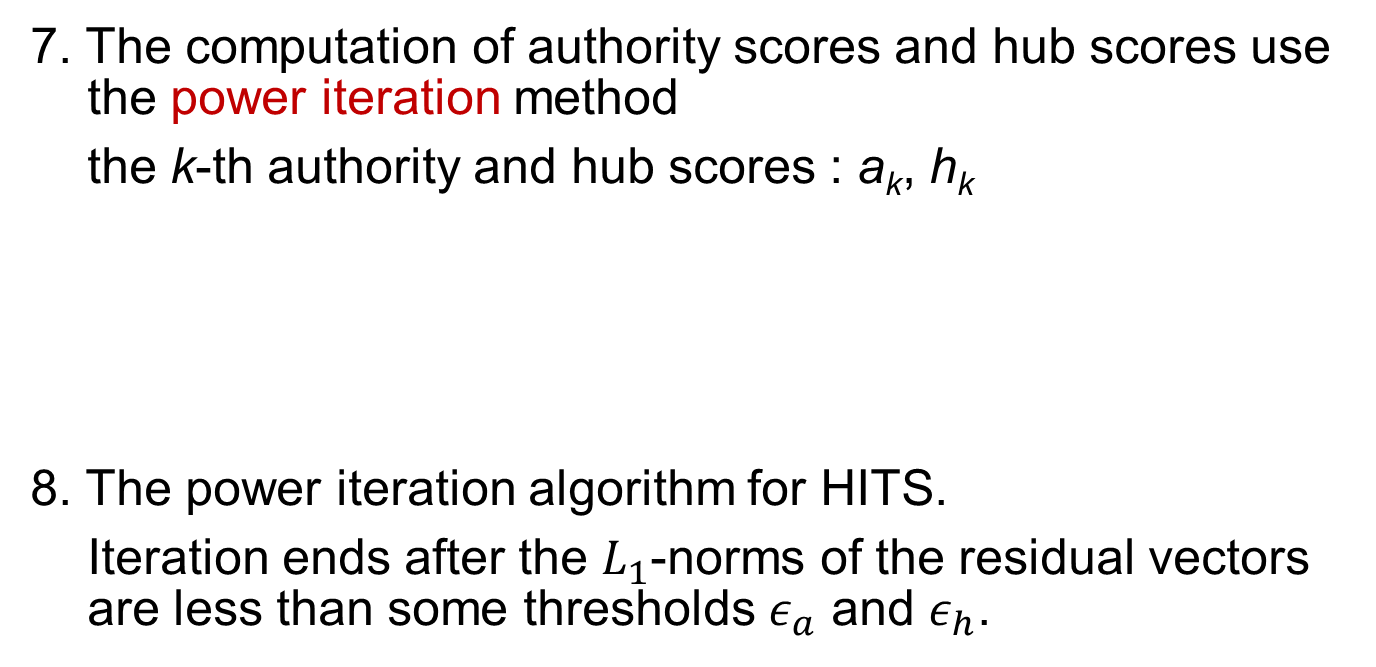 7. The computation of authority scores and hub scores use
the power iteration method
the k-th authority and hub scores : aₖ, hₖ
8. The power iteration algorithm for HITS.
Iteration ends after the L₁-norms of the residual vectors
are less than some thresholds ϵₐ and ϵₕ.